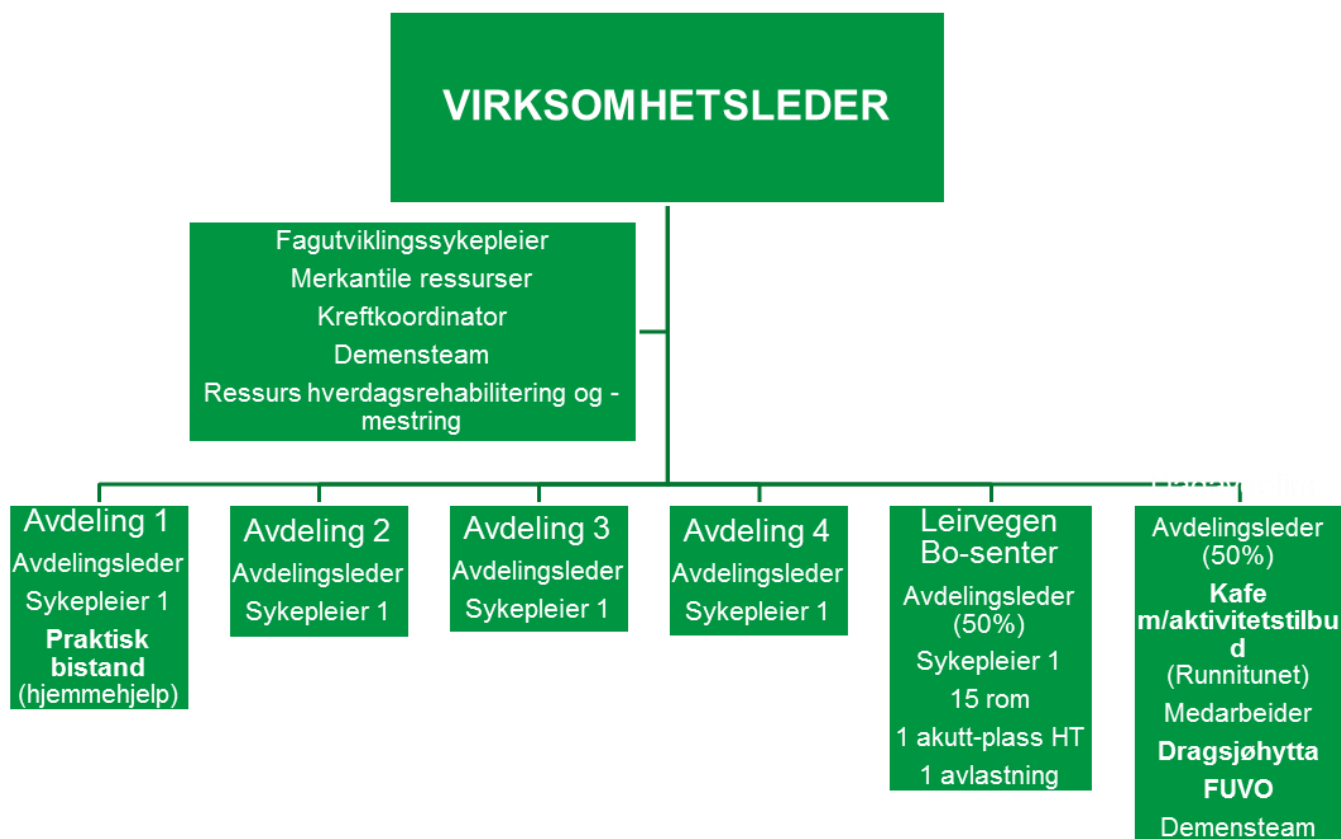 VIRKSOMHETSLEDER
Fagutviklingssykepleier
Merkantile ressurser
Kreftkoordinator
Demensteam
Ressurs hverdagsrehabilitering og -
mestring
Avdeling 1
Avdelingsleder
Sykepleier 1
Praktisk
bistand
(hjemmehjelp)
Avdeling 2
Avdelingsleder
Sykepleier 1
Avdeling 3
Avdelingsleder
Sykepleier 1
Avdeling 4
Avdelingsleder
Sykepleier 1
Leirvegen
Bo-senter
Avdelingsleder
(50%)
Sykepleier 1
15 rom
1 akutt-plass HT
1 avlastning
Avdelingsleder
(50%)
Kafe
m/aktivitetstilbu
d
(Runnitunet)
Medarbeider
Dragsjøhytta
FUVO
Demensteam